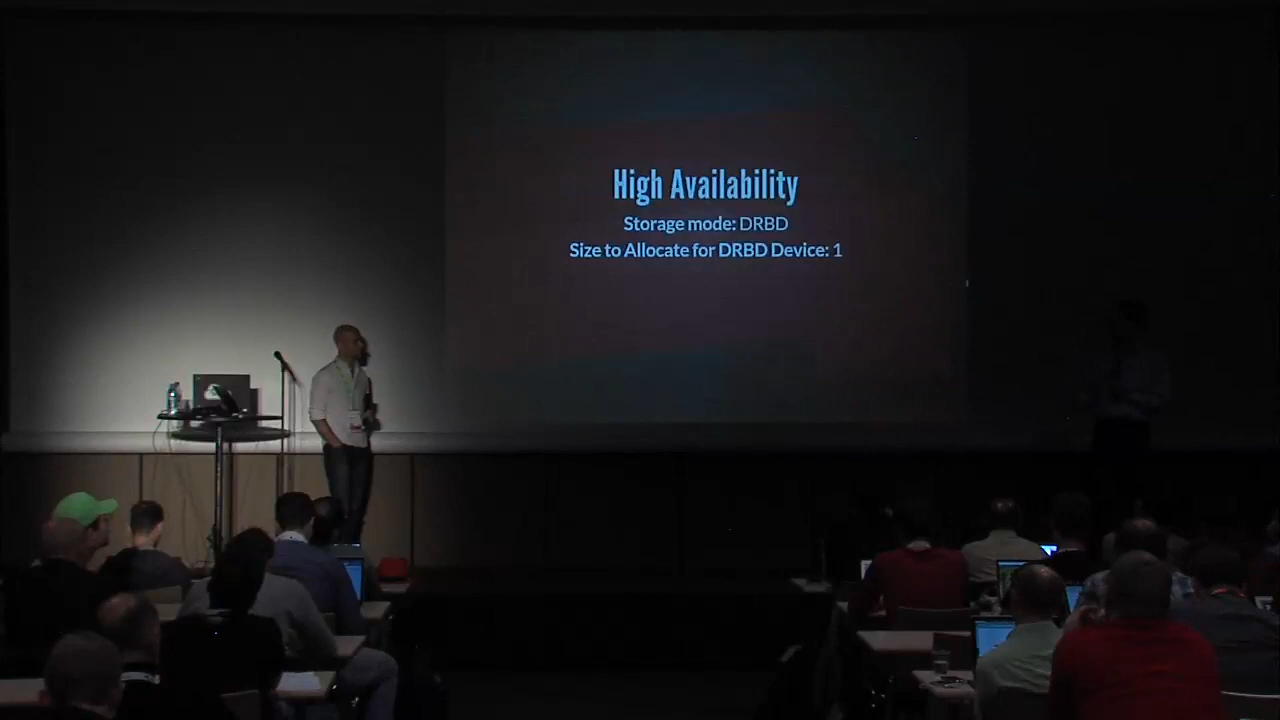 High Availability
Storage mode: DRBD
Size to Allocate for DRBD Device: 1